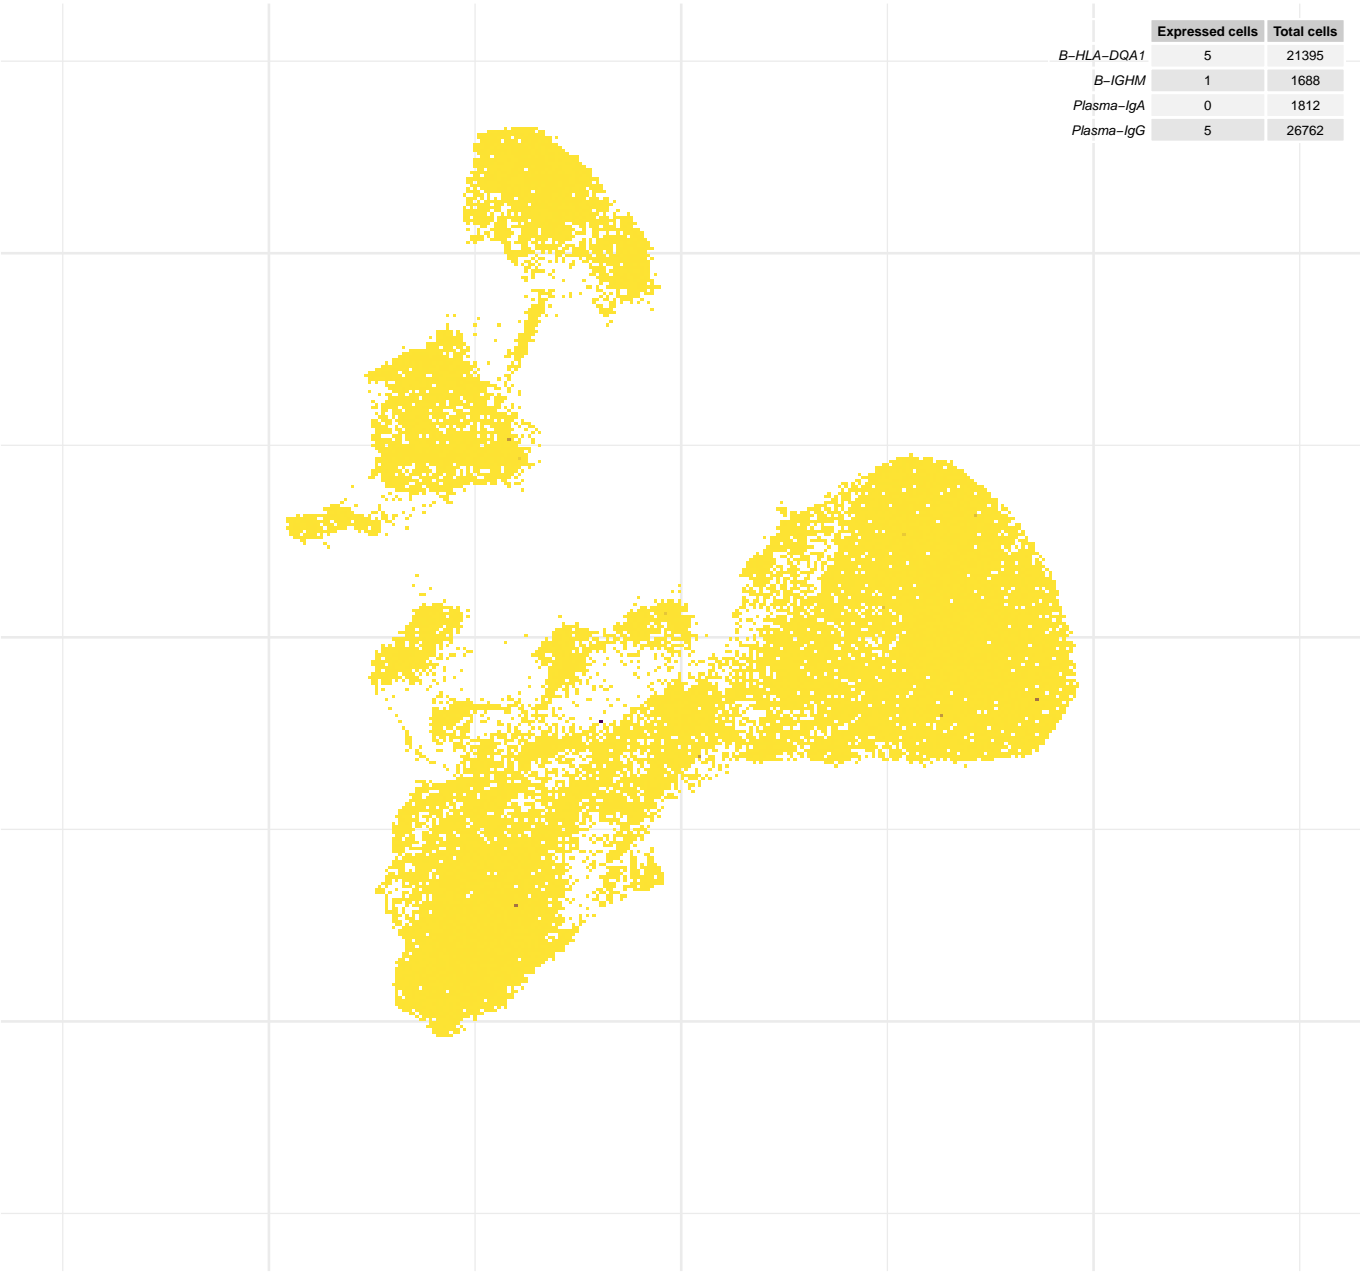 Expressed cells Total cells
B−HLA−DQA1 5 21395
B−IGHM 1 1688
Plasma−IgA 0 1812
Plasma−IgG 5 26762